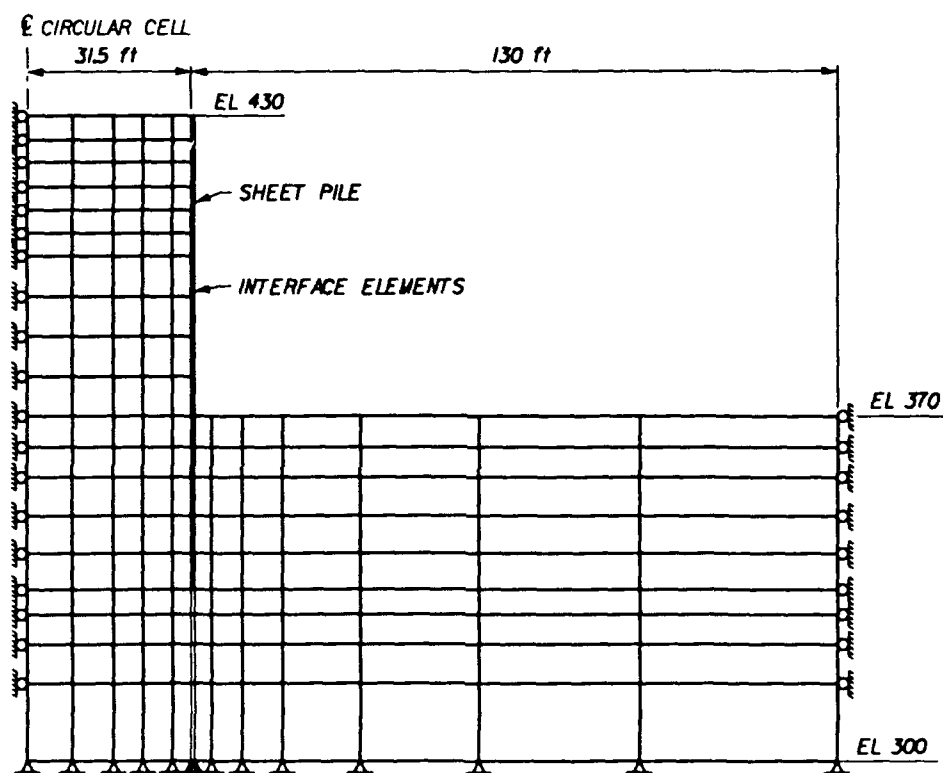 ℄ CIRCULAR CELL
31.5 ft
130 ft
EL 430
SHEET PILE
INTERFACE ELEMENTS
EL 370
EL 300